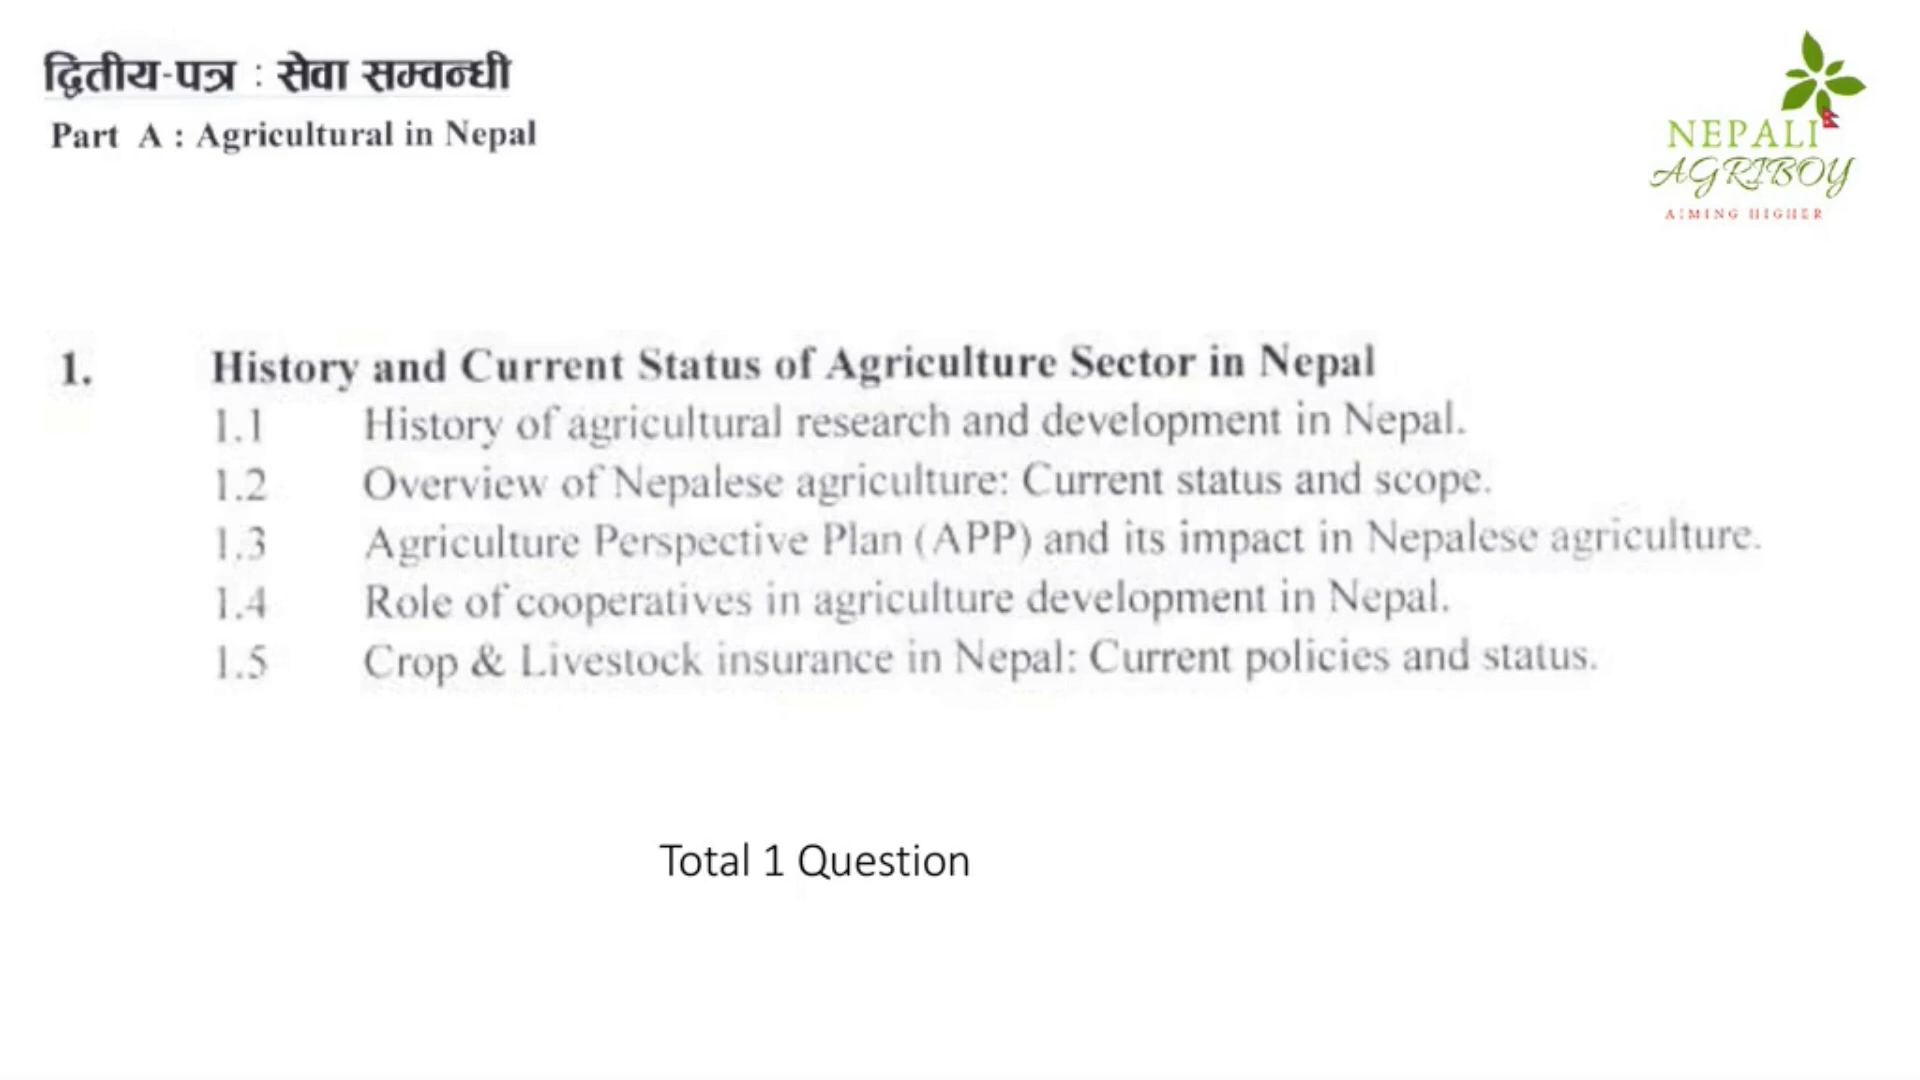 द्वितीय-पत्र : सेवा सम्वन्धी
Part A : Agricultural in Nepal
NEPALI
AGRIBOY
AIMING HIGHER
1. History and Current Status of Agriculture Sector in Nepal
1.1 History of agricultural research and development in Nepal.
1.2 Overview of Nepalese agriculture: Current status and scope.
1.3 Agriculture Perspective Plan (APP) and its impact in Nepalese agriculture.
1.4 Role of cooperatives in agriculture development in Nepal.
1.5 Crop & Livestock insurance in Nepal: Current policies and status.
Total 1 Question